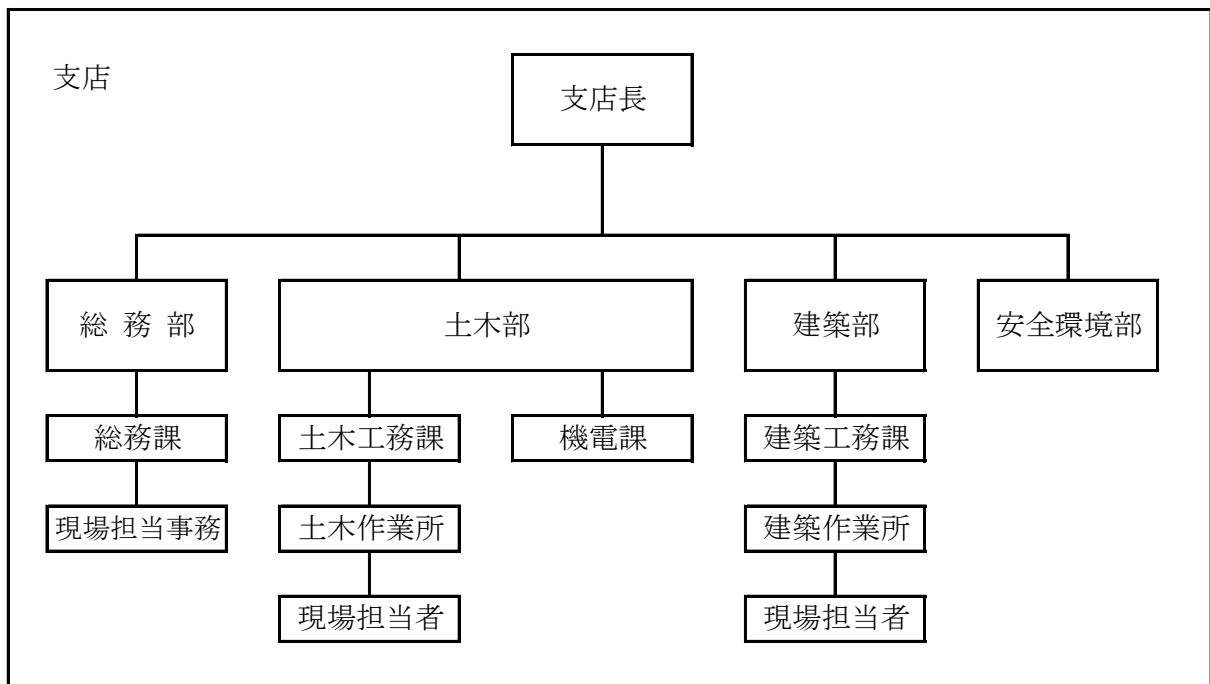 支店
支店長
総 務 部
土木部
建築部
安全環境部
総務課
土木工務課
機電課
建築工務課
現場担当事務
土木作業所
建築作業所
現場担当者
現場担当者